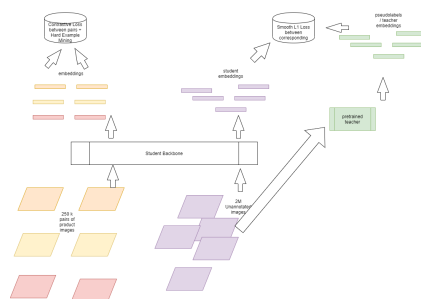 Contrastive Loss
between pairs +
Hard Example
Mining
Smooth L1 Loss
between
corresponding
pseudolabels
/ teacher
embeddings
embeddings
student
embeddings
pretrained
teacher
Student Backbone
250 k
pairs of
product
images
2M
Unannotated
images